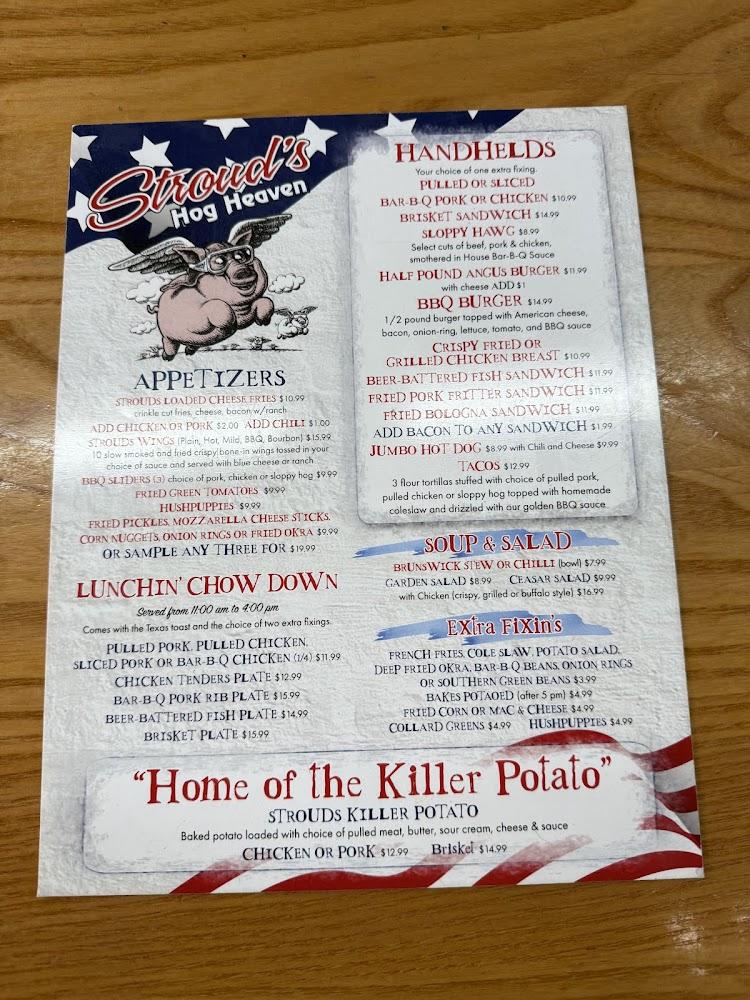 Stroud's
Hog Heaven
APPETIZERS
STROUDS LOADED CHEESE FRIES $10.99
crinkle cut fries, cheese, bacon w/ranch
ADD CHICKEN OR PORK $2.00 ADD CHILI $1.00
STROUDS WINGS (Plain, Hot, Mild, BBQ, Bourbon) $15.99
10 slow smoked and fried crispy bone-in wings tossed in your
choice of sauce and served with blue cheese or ranch
BBQ SLIDERS (3) choice of pork, chicken or sloppy hog $9.99
FRIED GREEN TOMATOES $9.99
HUSHPUPPIES $9.99
FRIED PICKLES, MOZZARELLA CHEESE STICKS,
CORN NUGGETS, ONION RINGS OR FRIED OKRA $9.99
OR SAMPLE ANY THREE FOR $19.99
LUNCHIN' CHOW DOWN
Served from 11:00 am to 4:00 pm
Comes with the Texas toast and the choice of two extra fixings.
PULLED PORK, PULLED CHICKEN,
SLICED PORK OR BAR-B-Q CHICKEN (1/4) $11.99
CHICKEN TENDERS PLATE $12.99
BAR-B-Q PORK RIB PLATE $15.99
BEER-BATTERED FISH PLATE $14.99
BRISKET PLATE $15.99
HANDHELDS
Your choice of one extra fixing.
PULLED OR SLICED
BAR-B-Q PORK OR CHICKEN $10.99
BRISKET SANDWICH $14.99
SLOPPY HAWG $8.99
Select cuts of beef, pork & chicken,
smothered in House Bar-B-Q Sauce
HALF POUND ANGUS BURGER $11.99
with cheese ADD $1
BBQ BURGER $14.99
1/2 pound burger topped with American cheese,
bacon, onion-ring, lettuce, tomato, and BBQ sauce
CRISPY FRIED OR
GRILLED CHICKEN BREAST $10.99
BEER-BATTERED FISH SANDWICH $11.99
FRIED PORK FRITTER SANDWICH $11.99
FRIED BOLOGNA SANDWICH $11.99
ADD BACON TO ANY SANDWICH $1.99
JUMBO HOT DOG $8.99 with Chili and Cheese $9.99
TACOS $12.99
3 flour tortillas stuffed with choice of pulled pork,
pulled chicken or sloppy hog topped with homemade
coleslaw and drizzled with our golden BBQ sauce
SOUP & SALAD
BRUNSWICK STEW OR CHILLI (bowl) $7.99
GARDEN SALAD $8.99 CEASAR SALAD $9.99
with Chicken (crispy, grilled or buffalo style) $16.99
EXtra FiXin's
FRENCH FRIES, COLE SLAW, POTATO SALAD,
DEEP FRIED OKRA, BAR-B-Q BEANS, ONION RINGS
OR SOUTHERN GREEN BEANS $3.99
BAKES POTAOED (after 5 pm) $4.99
FRIED CORN OR MAC & CHEESE $4.99
COLLARD GREENS $4.99 HUSHPUPPIES $4.99
"Home of the Killer Potato"
STROUDS KILLER POTATO
Baked potato loaded with choice of pulled meat, butter, sour cream, cheese & sauce
CHICKEN OR PORK $12.99 Brisket $14.99